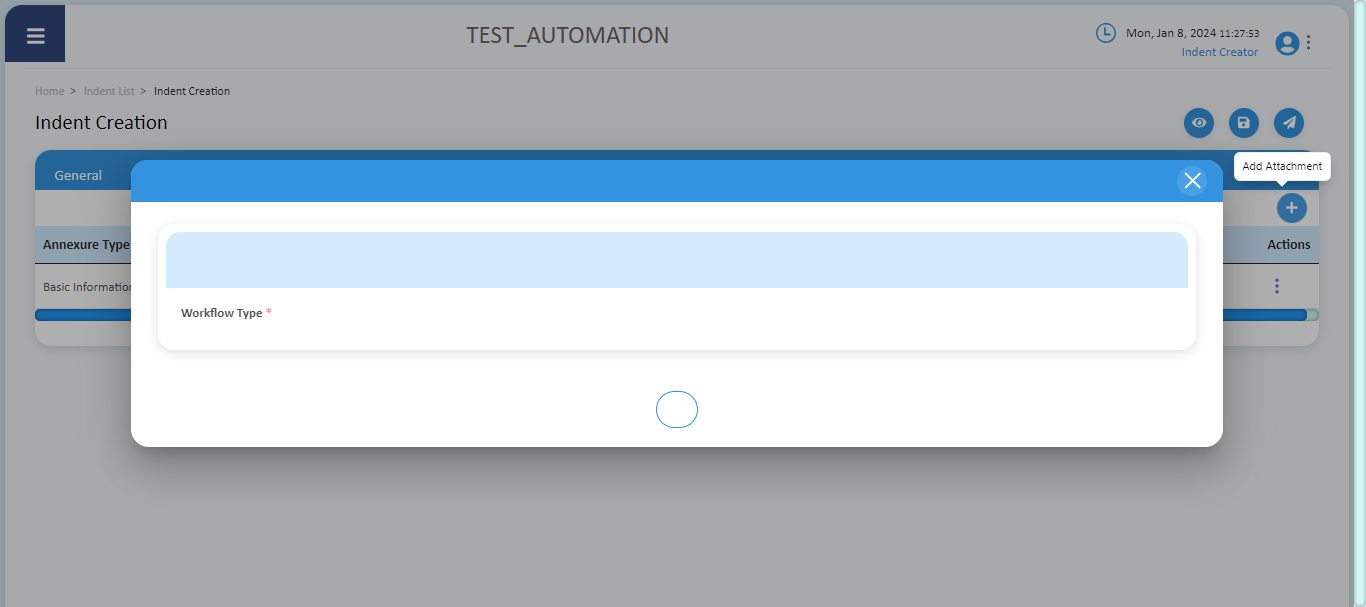 TEST_AUTOMATION
Mon, Jan 8, 2024 11:27:53
Indent Creator
Home > Indent List > Indent Creation
Indent Creation
General
Add Attachment
Annexure Type
Actions
Basic Information
Workflow Type *